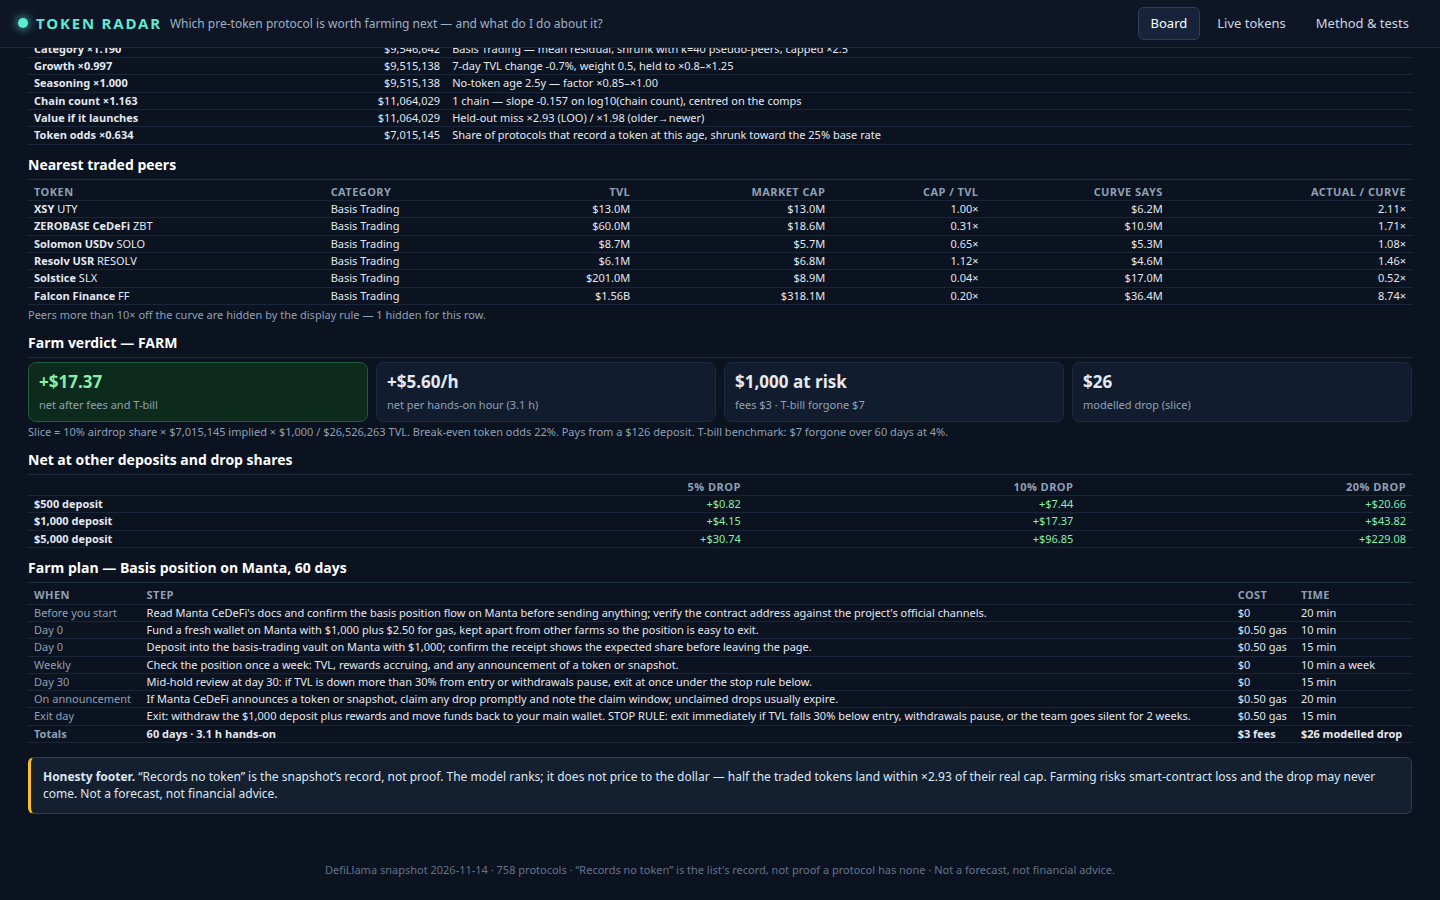 TOKEN RADAR Which pre-token protocol is worth farming next — and what do I do about it? Board Live tokens Method & tests
Category ×1.190 $9,546,642 Basis Trading — mean residual, shrunk with k=40 pseudo-peers, capped ×2.5
Growth ×0.997 $9,515,138 7-day TVL change -0.7%, weight 0.5, held to ×0.8–×1.25
Seasoning ×1.000 $9,515,138 No-token age 2.5y — factor ×0.85–×1.00
Chain count ×1.163 $11,064,029 1 chain — slope -0.157 on log10(chain count), centred on the comps
Value if it launches $11,064,029 Held-out miss ×2.93 (LOO) / ×1.98 (older→newer)
Token odds ×0.634 $7,015,145 Share of protocols that record a token at this age, shrunk toward the 25% base rate
Nearest traded peers
TOKEN CATEGORY TVL MARKET CAP CAP / TVL CURVE SAYS ACTUAL / CURVE
XSY UTY Basis Trading $13.0M $13.0M 1.00× $6.2M 2.11×
ZEROBASE CeDeFi ZBT Basis Trading $60.0M $18.6M 0.31× $10.9M 1.71×
Solomon USDv SOLO Basis Trading $8.7M $5.7M 0.65× $5.3M 1.08×
Resolv USR RESOLV Basis Trading $6.1M $6.8M 1.12× $4.6M 1.46×
Solstice SLX Basis Trading $201.0M $8.9M 0.04× $17.0M 0.52×
Falcon Finance FF Basis Trading $1.56B $318.1M 0.20× $36.4M 8.74×
Peers more than 10× off the curve are hidden by the display rule — 1 hidden for this row.
Farm verdict — FARM
+$17.37 +$5.60/h $1,000 at risk $26
net after fees and T-bill net per hands-on hour (3.1 h) fees $3 · T-bill forgone $7 modelled drop (slice)
Slice = 10% airdrop share × $7,015,145 implied × $1,000 / $26,526,263 TVL. Break-even token odds 22%. Pays from a $126 deposit. T-bill benchmark: $7 forgone over 60 days at 4%.
Net at other deposits and drop shares
5% DROP 10% DROP 20% DROP
$500 deposit +$0.82 +$7.44 +$20.66
$1,000 deposit +$4.15 +$17.37 +$43.82
$5,000 deposit +$30.74 +$96.85 +$229.08
Farm plan — Basis position on Manta, 60 days
WHEN STEP COST TIME
Before you start Read Manta CeDeFi's docs and confirm the basis position flow on Manta before sending anything; verify the contract address against the project's official channels. $0 20 min
Day 0 Fund a fresh wallet on Manta with $1,000 plus $2.50 for gas, kept apart from other farms so the position is easy to exit. $0.50 gas 10 min
Day 0 Deposit into the basis-trading vault on Manta with $1,000; confirm the receipt shows the expected share before leaving the page. $0.50 gas 15 min
Weekly Check the position once a week: TVL, rewards accruing, and any announcement of a token or snapshot. $0 10 min a week
Day 30 Mid-hold review at day 30: if TVL is down more than 30% from entry or withdrawals pause, exit at once under the stop rule below. $0 15 min
On announcement If Manta CeDeFi announces a token or snapshot, claim any drop promptly and note the claim window; unclaimed drops usually expire. $0.50 gas 20 min
Exit day Exit: withdraw the $1,000 deposit plus rewards and move funds back to your main wallet. STOP RULE: exit immediately if TVL falls 30% below entry, withdrawals pause, or the team goes silent for 2 weeks. $0.50 gas 15 min
Totals 60 days · 3.1 h hands-on $3 fees $26 modelled drop
Honesty footer. “Records no token” is the snapshot’s record, not proof. The model ranks; it does not price to the dollar — half the traded tokens land within ×2.93 of their real cap. Farming risks smart-contract loss and the drop may never
come. Not a forecast, not financial advice.
DefiLlama snapshot 2026-11-14 · 758 protocols · “Records no token” is the list's record, not proof a protocol has none · Not a forecast, not financial advice.